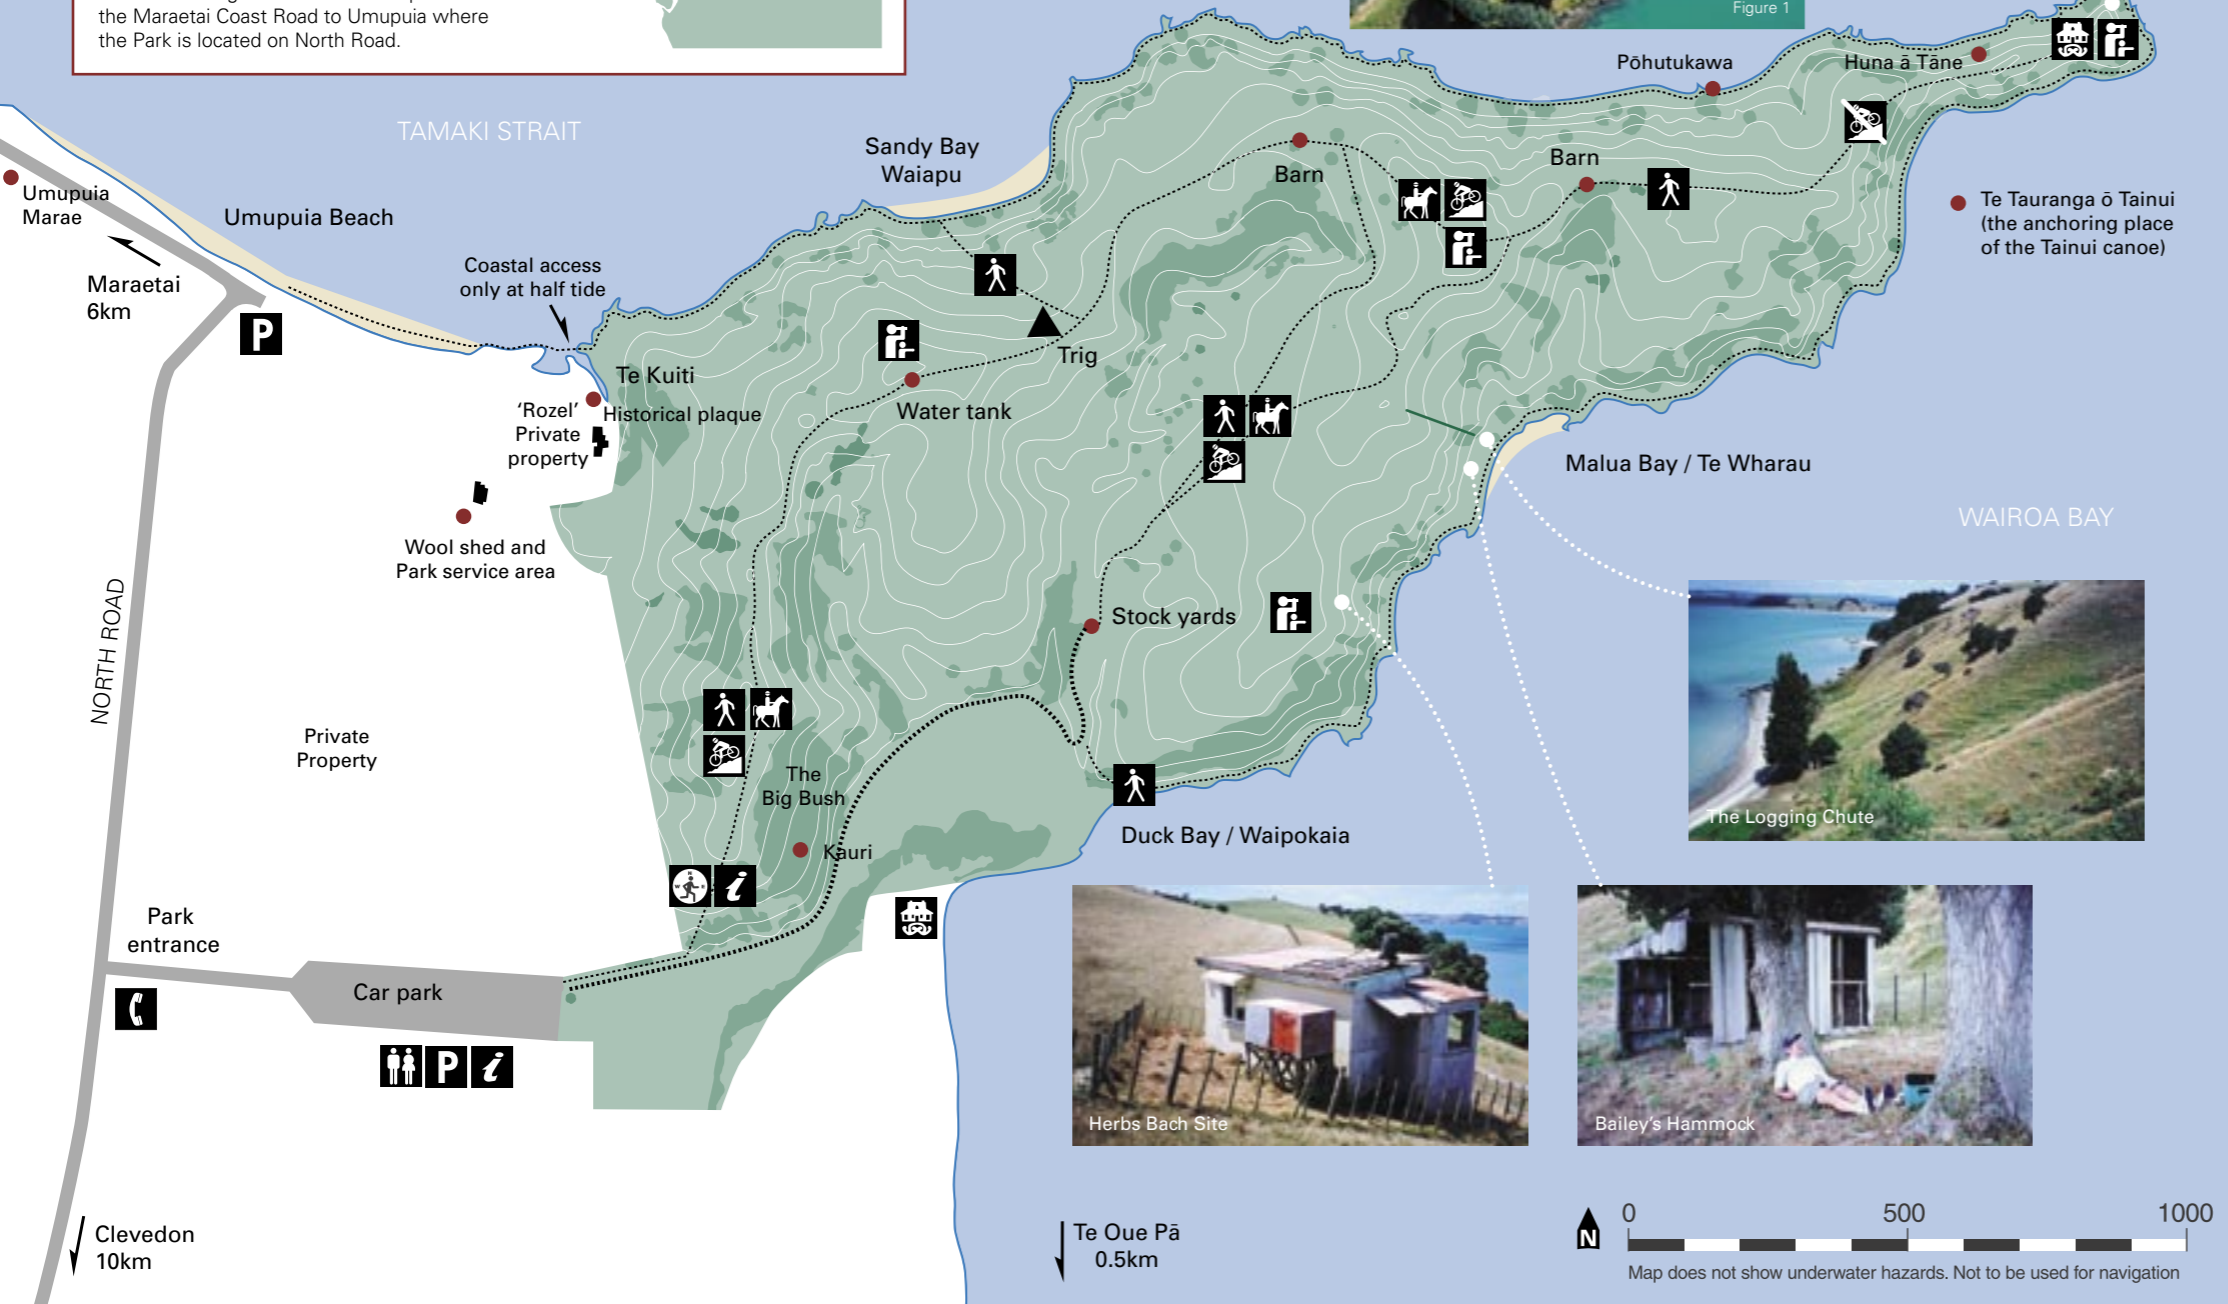 the Maraetai Coast Road to Umupuia where
the Park is located on North Road.
Figure 1
TAMAKI STRAIT
Pōhutukawa
Huna ā Tāne
Sandy Bay
Waiapu
Barn
Barn
Umupuia
Marae
Umupuia Beach
Te Tauranga ō Tainui
(the anchoring place
of the Tainui canoe)
Maraetai
6km
Coastal access
only at half tide
P
Trig
Te Kuiti
Historical plaque
'Rozel'
Private
property
Water tank
Malua Bay / Te Wharau
WAIROA BAY
Wool shed and
Park service area
NORTH ROAD
Stock yards
Private
Property
The
Big Bush
Kauri
Duck Bay / Waipokaia
The Logging Chute
N
W
E
i
Park
entrance
Car park
P
i
Herbs Bach Site
Bailey's Hammock
Clevedon
10km
Te Oue Pā
0.5km
N
0
500
1000
Map does not show underwater hazards. Not to be used for navigation